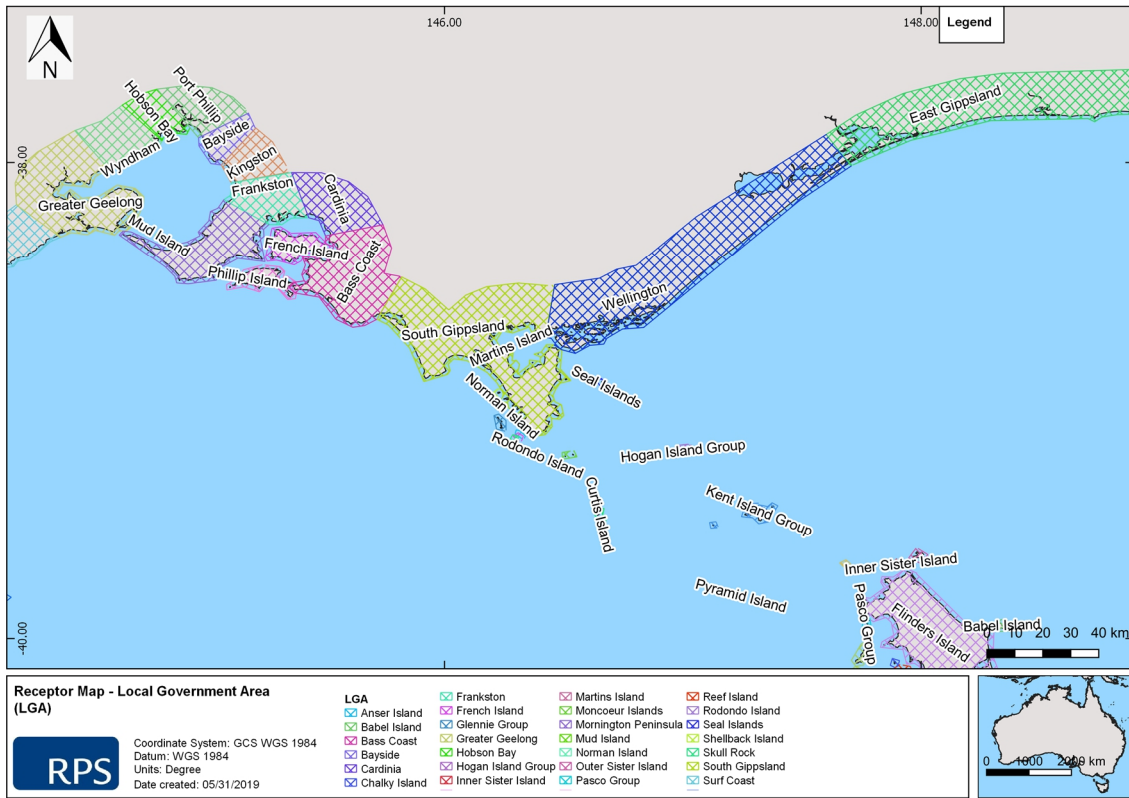 146.00
148.00
Legend
N
-38.00
-40.00
Port Phillip
Hobson Bay
Bayside
Wyndham
Kingston
Frankston
Cardinia
Greater Geelong
Mud Island
French Island
Phillip Island
Bass Coast
East Gippsland
Wellington
South Gippsland
Martins Island
Seal Islands
Norman Island
Rodondo Island
Hogan Island Group
Curtis Island
Kent Island Group
Pyramid Island
Inner Sister Island
Pasco Group
Flinders Island
Babel Island
0 10 20 30 40 km
Receptor Map - Local Government Area
(LGA)
RPS
Coordinate System: GCS WGS 1984
Datum: WGS 1984
Units: Degree
Date created: 05/31/2019
LGA
Anser Island
Babel Island
Bass Coast
Bayside
Cardinia
Chalky Island
Frankston
French Island
Glennie Group
Greater Geelong
Hobson Bay
Hogan Island Group
Inner Sister Island
Martins Island
Moncoeur Islands
Mornington Peninsula
Mud Island
Norman Island
Outer Sister Island
Pasco Group
Reef Island
Rodondo Island
Seal Islands
Shellback Island
Skull Rock
South Gippsland
Surf Coast
0 1000 2000 km